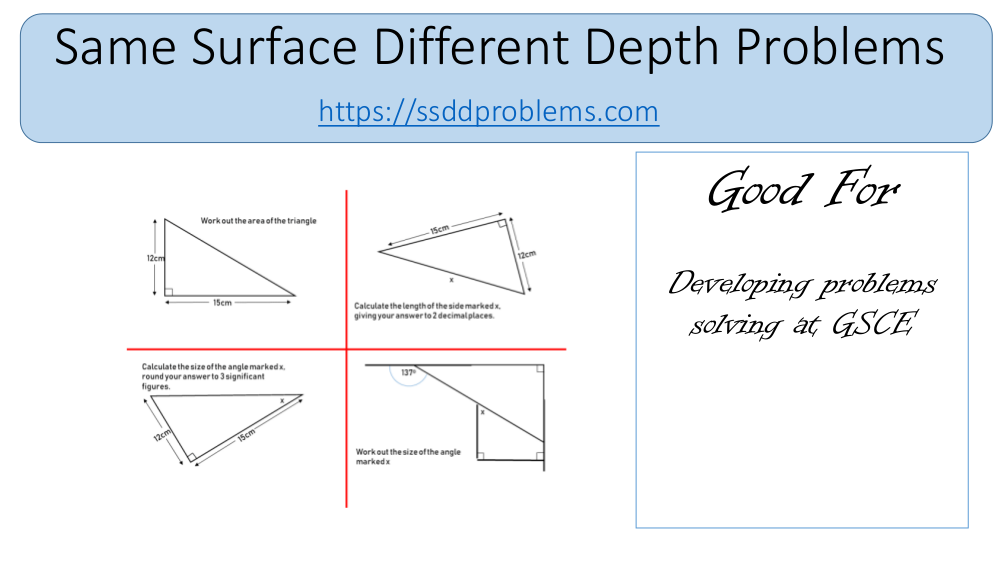 Same Surface Different Depth Problems
https://ssddproblems.com
Work out the area of the triangle
12cm
15cm
15cm
12cm
x
Calculate the length of the side marked x,
giving your answer to 2 decimal places.
Calculate the size of the angle marked x,
round your answer to 3 significant
figures.
x
12cm
15cm
137º
x
Work out the size of the angle
marked x
Good For
Developing problems
solving at GSCE